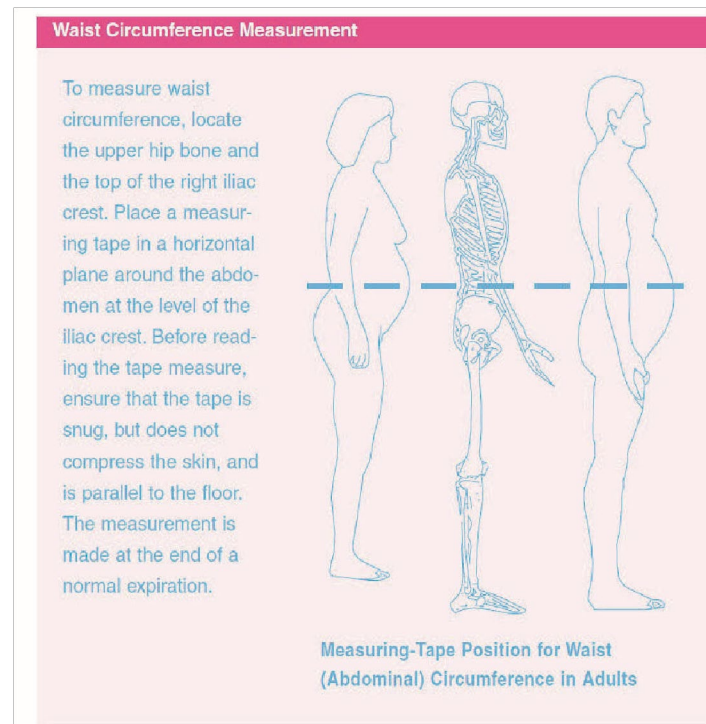 Waist Circumference Measurement
To measure waist
circumference, locate
the upper hip bone and
the top of the right iliac
crest. Place a measur-
ing tape in a horizontal
plane around the abdo-
men at the level of the
iliac crest. Before read-
ing the tape measure,
ensure that the tape is
snug, but does not
compress the skin, and
is parallel to the floor.
The measurement is
made at the end of a
normal expiration.
Measuring-Tape Position for Waist
(Abdominal) Circumference in Adults